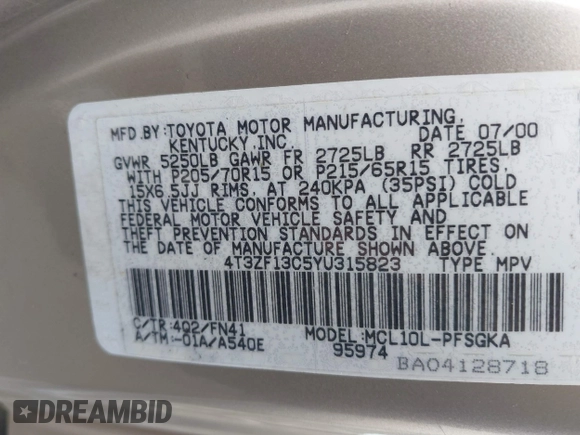 MFD.BY:TOYOTA MOTOR MANUFACTURING,
KENTUCKY,INC. DATE 07/00
GVWR 5250LB GAWR FR 2725LB RR 2725LB
WITH P205/70R15 OR P215/65R15 TIRES,
15X6.5JJ RIMS, AT 240KPA (35PSI) COLD
THIS VEHICLE CONFORMS TO ALL APPLICABLE
FEDERAL MOTOR VEHICLE SAFETY AND
THEFT PREVENTION STANDARDS IN EFFECT ON
THE DATE OF MANUFACTURE SHOWN ABOVE.
4T3ZF13C5YU315823 TYPE MPV
C/TR:4Q2/FN41 MODEL:MCL10L-PFSGKA
A/TM:-01A/A540E 95974
BA04128718
DREAMBID